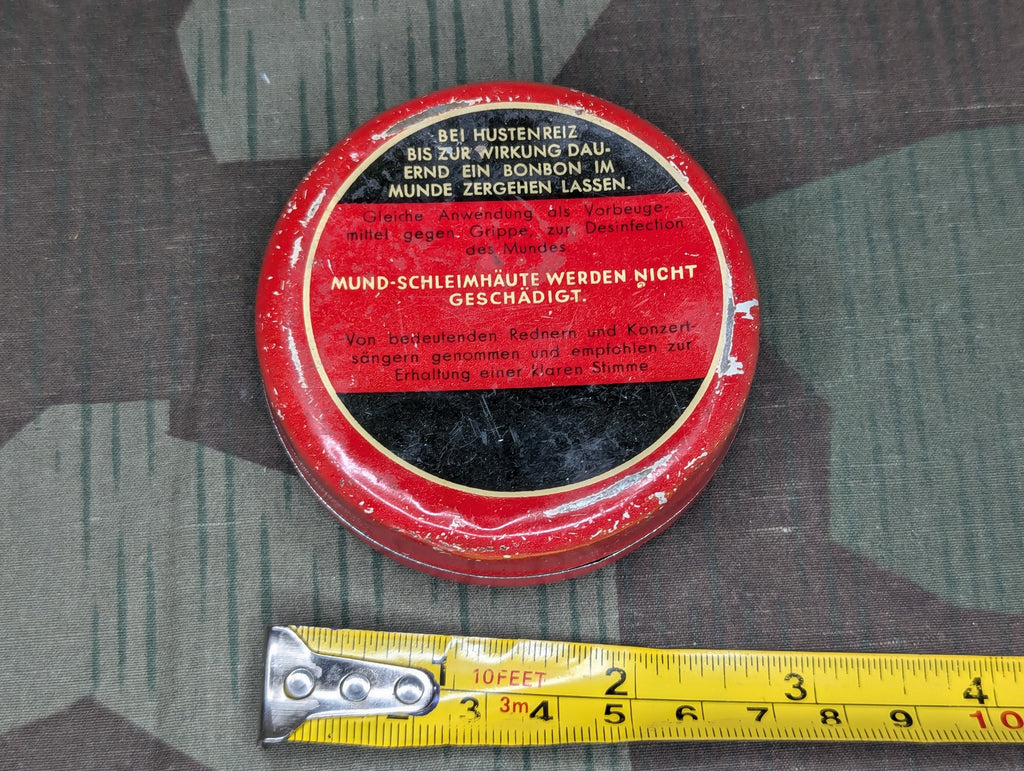 BEI HUSTENREIZ
BIS ZUR WIRKUNG DAU-
ERND EIN BONBON IM
MUNDE ZERGEHEN LASSEN.
Gleiche Anwendung als Vorbeuge-
mittel gegen Grippe, zur Desinfection
des Mundes
MUND-SCHLEIMHÄUTE WERDEN NICHT
GESCHÄDIGT.
Von bedeutenden Rednern und Konzert-
sängern genommen und empfohlen zur
Erhaltung einer klaren Stimme
1 10FEET 2 3 4
3 3m 4 5 6 7 8 9 10